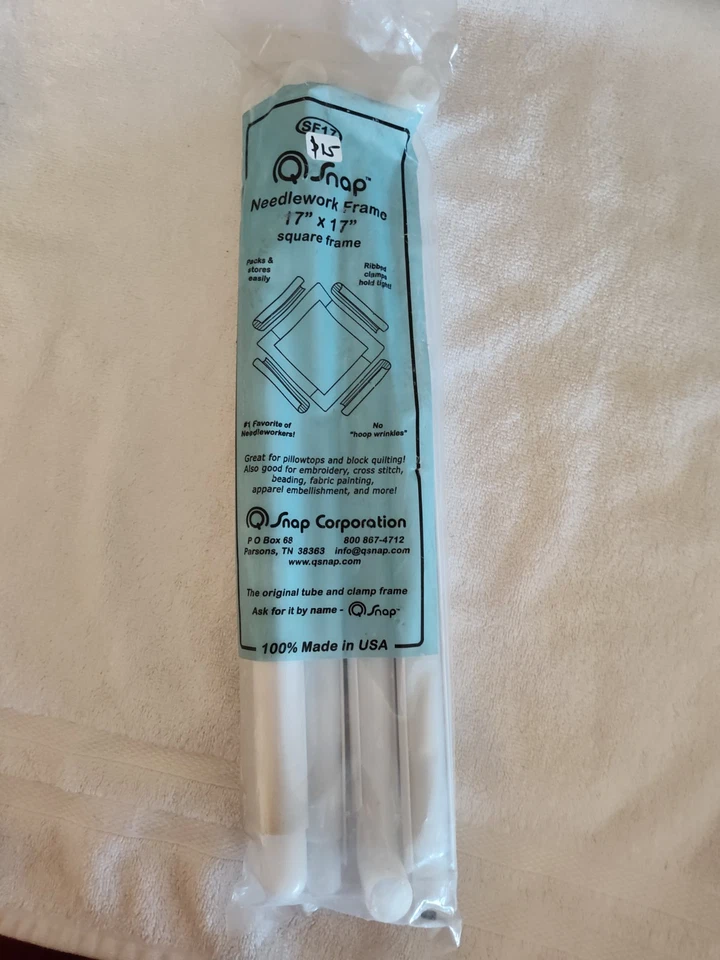 SF17
$15
Q Snap™
Needlework Frame
17" x 17"
square frame
Packs &
stores
easily
Ribbed
clamps
hold tight!
#1 Favorite of
Needleworkers!
No
"hoop wrinkles"
Great for pillowtops and block quilting!
Also good for embroidery, cross stitch,
beading, fabric painting,
apparel embellishment, and more!
Q Snap Corporation
P O Box 68
800 867-4712
Parsons, TN 38363
info@qsnap.com
www.qsnap.com
The original tube and clamp frame
Ask for it by name - Q Snap™
100% Made in USA